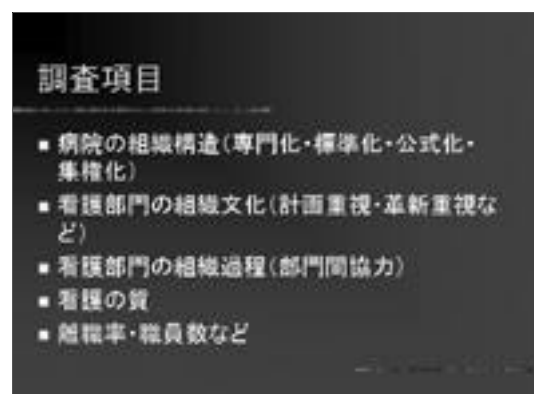 調査項目
■ 病院の組織構造(専門化・標準化・公式化・
集権化)
■ 看護部門の組織文化(計画重視・革新重視な
ど)
■ 看護部門の組織過程(部門間協力)
■ 看護の質
■ 離職率・職員数など